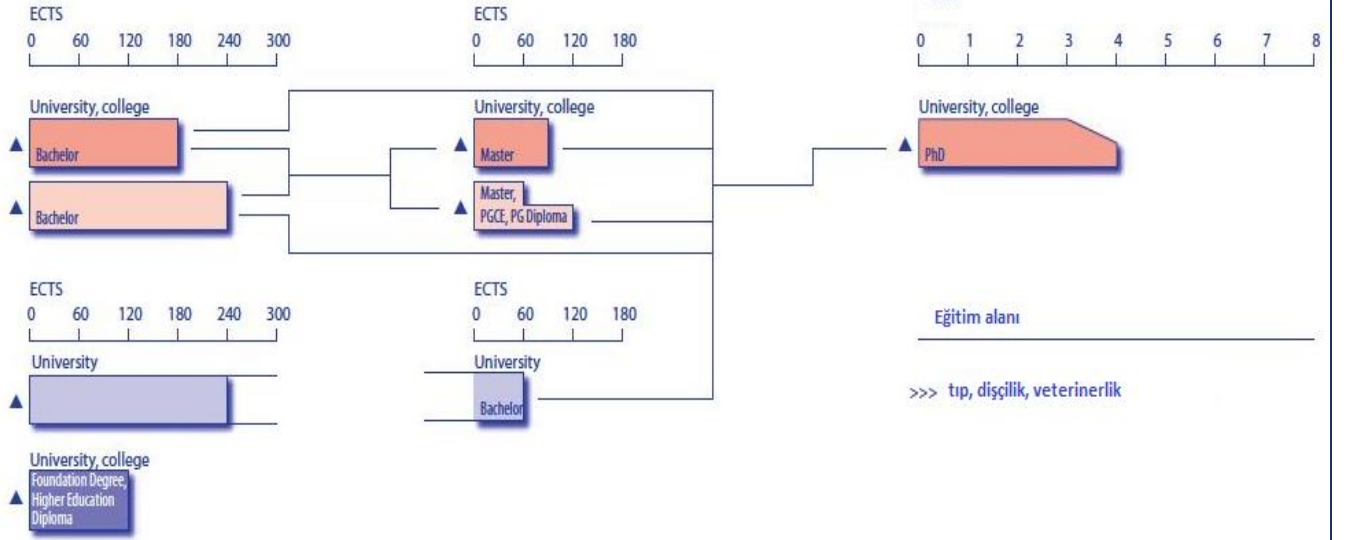 ECTS
0 60 120 180 240 300
ECTS
0 60 120 180
0 1 2 3 4 5 6 7 8
University, college
Bachelor
Bachelor
University, college
Master
Master,
PGCE, PG Diploma
University, college
PhD
ECTS
0 60 120 180 240 300
University
ECTS
0 60 120 180
University
Bachelor
Eğitim alanı
>>> tıp, dişçilik, veterinerlik
University, college
Foundation Degree,
Higher Education
Diploma